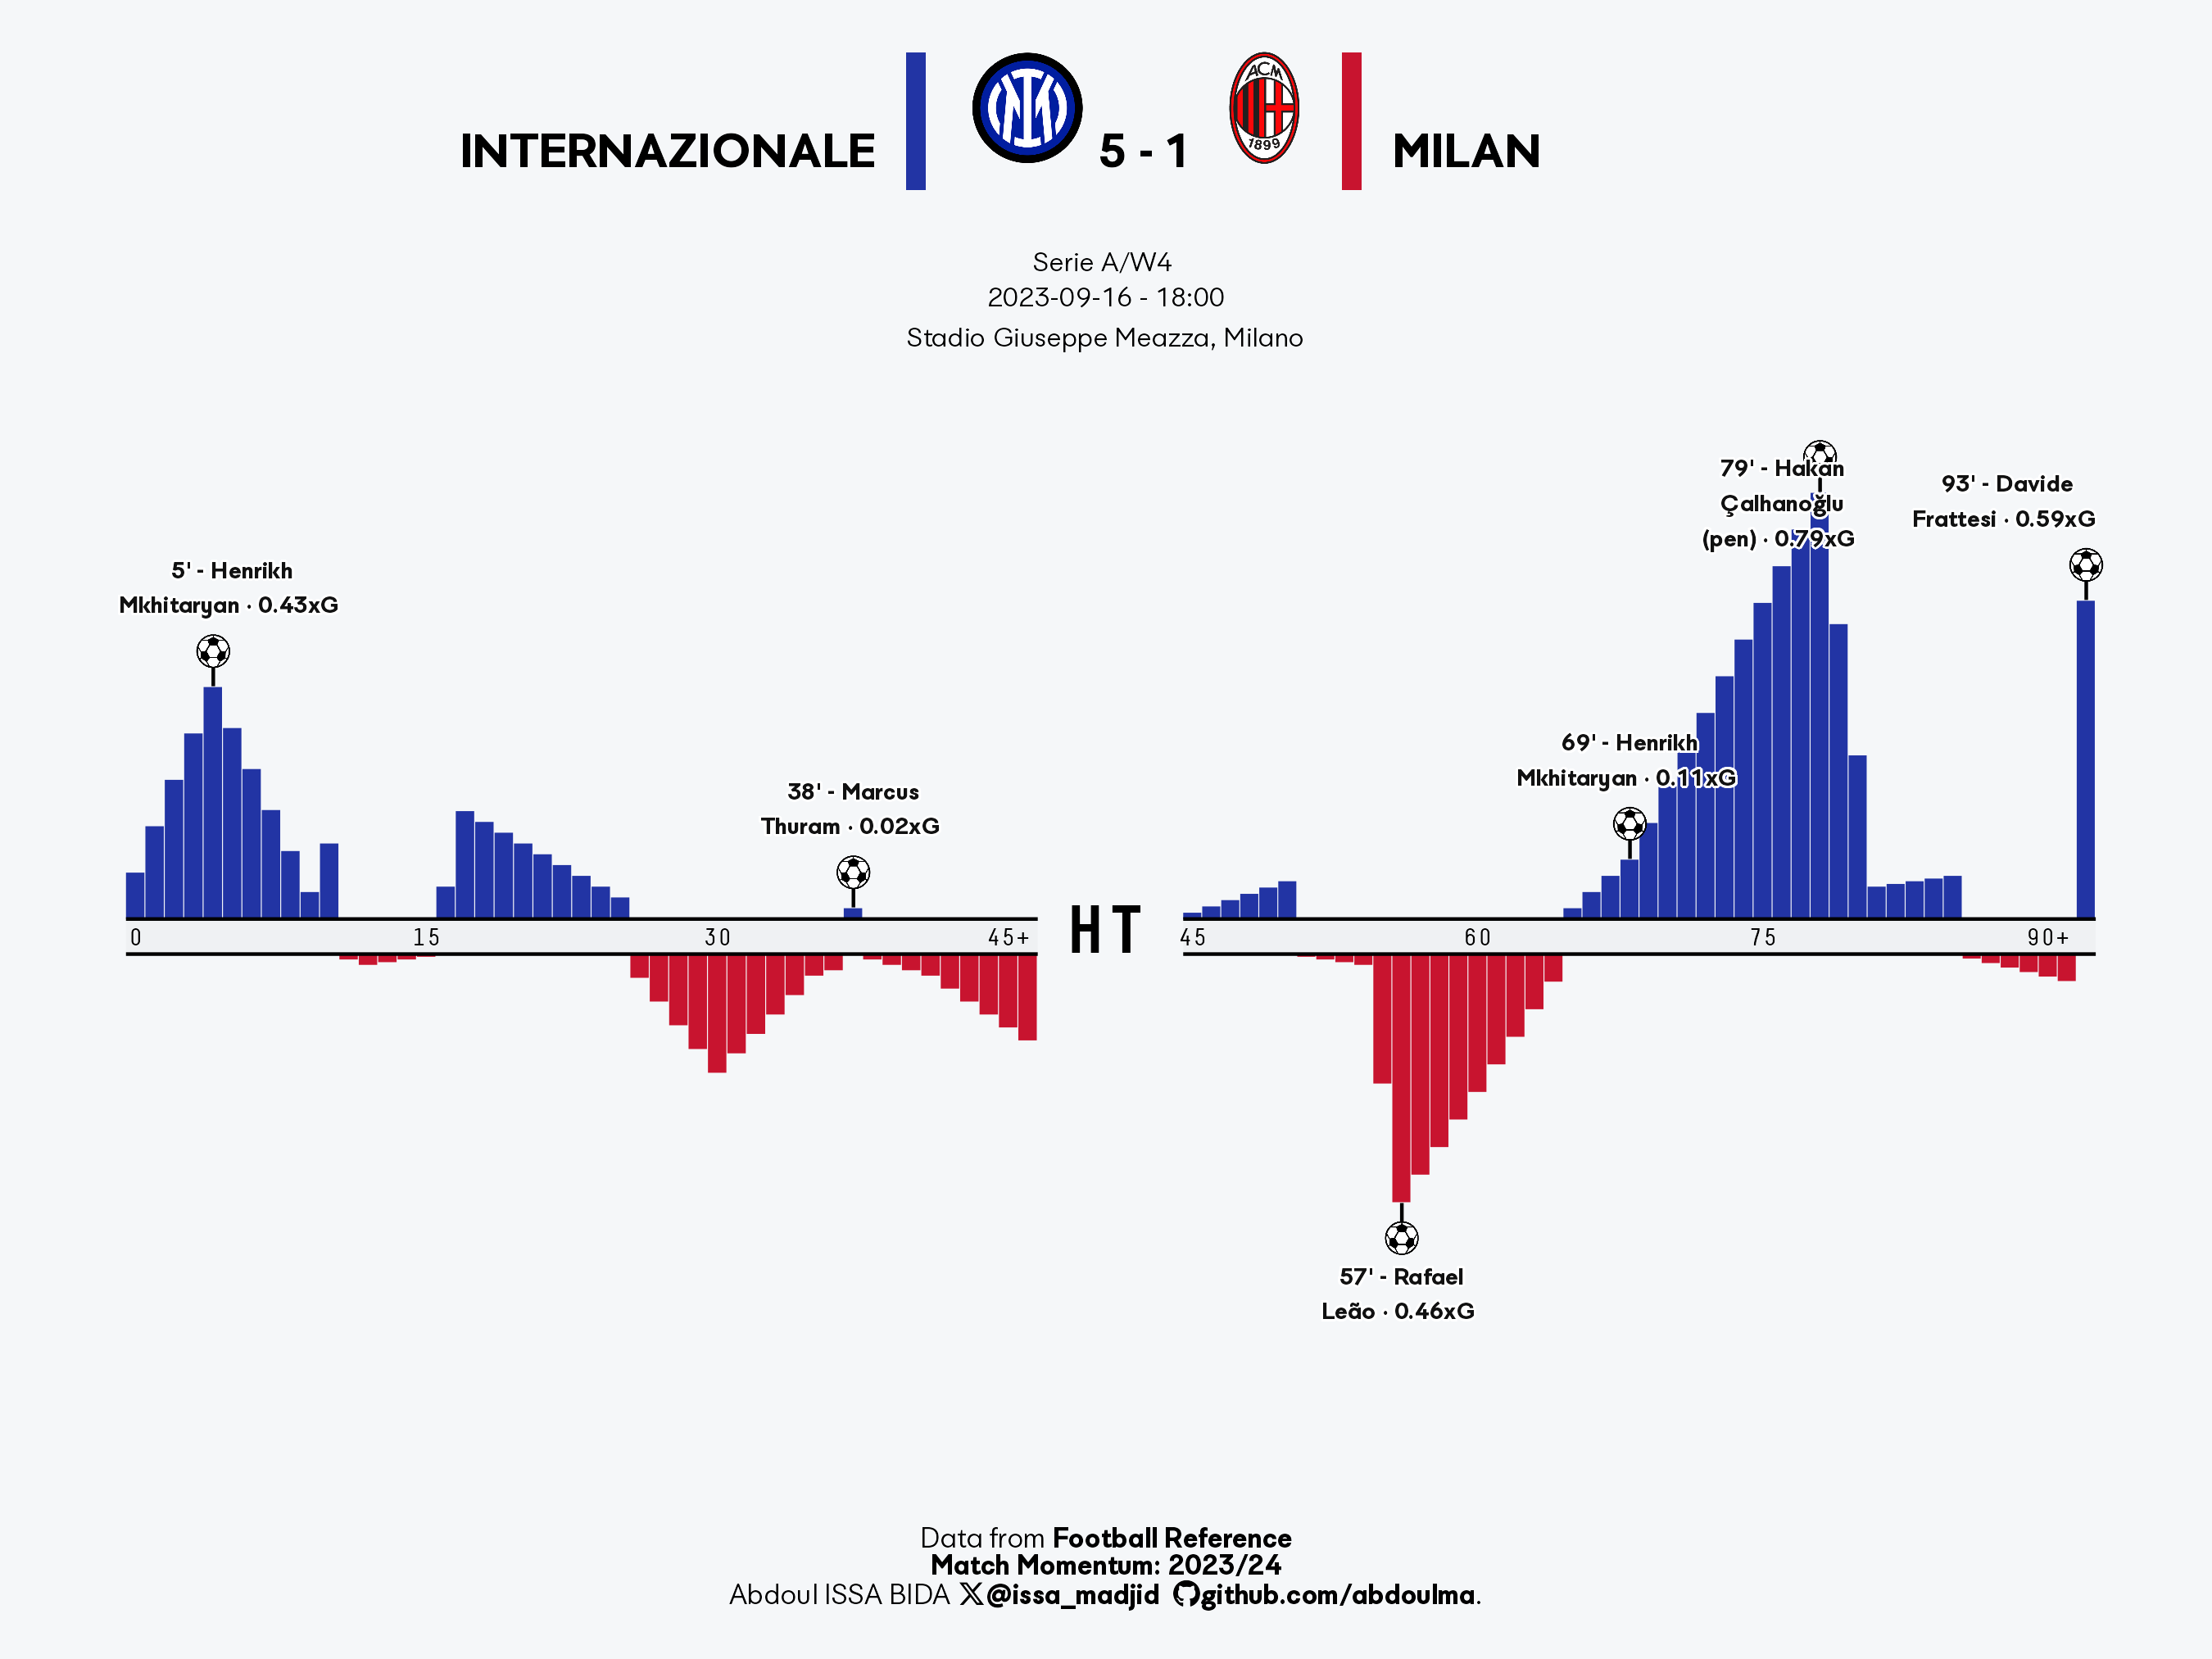 INTERNAZIONALE
5 - 1
ACM
1899
MILAN
Serie A/W4
2023-09-16 - 18:00
Stadio Giuseppe Meazza, Milano
5' - Henrikh
Mkhitaryan · 0.43xG
38' - Marcus
Thuram · 0.02xG
69' - Henrikh
Mkhitaryan · 0.11xG
79' - Hakan
Çalhanoğlu
(pen) · 0.79xG
93' - Davide
Frattesi · 0.59xG
0 15 30 45+
HT
45 60 75 90+
57' - Rafael
Leão · 0.46xG
Data from Football Reference
Match Momentum: 2023/24
Abdoul ISSA BIDA 𝕏@issa_madjid github.com/abdoulma.